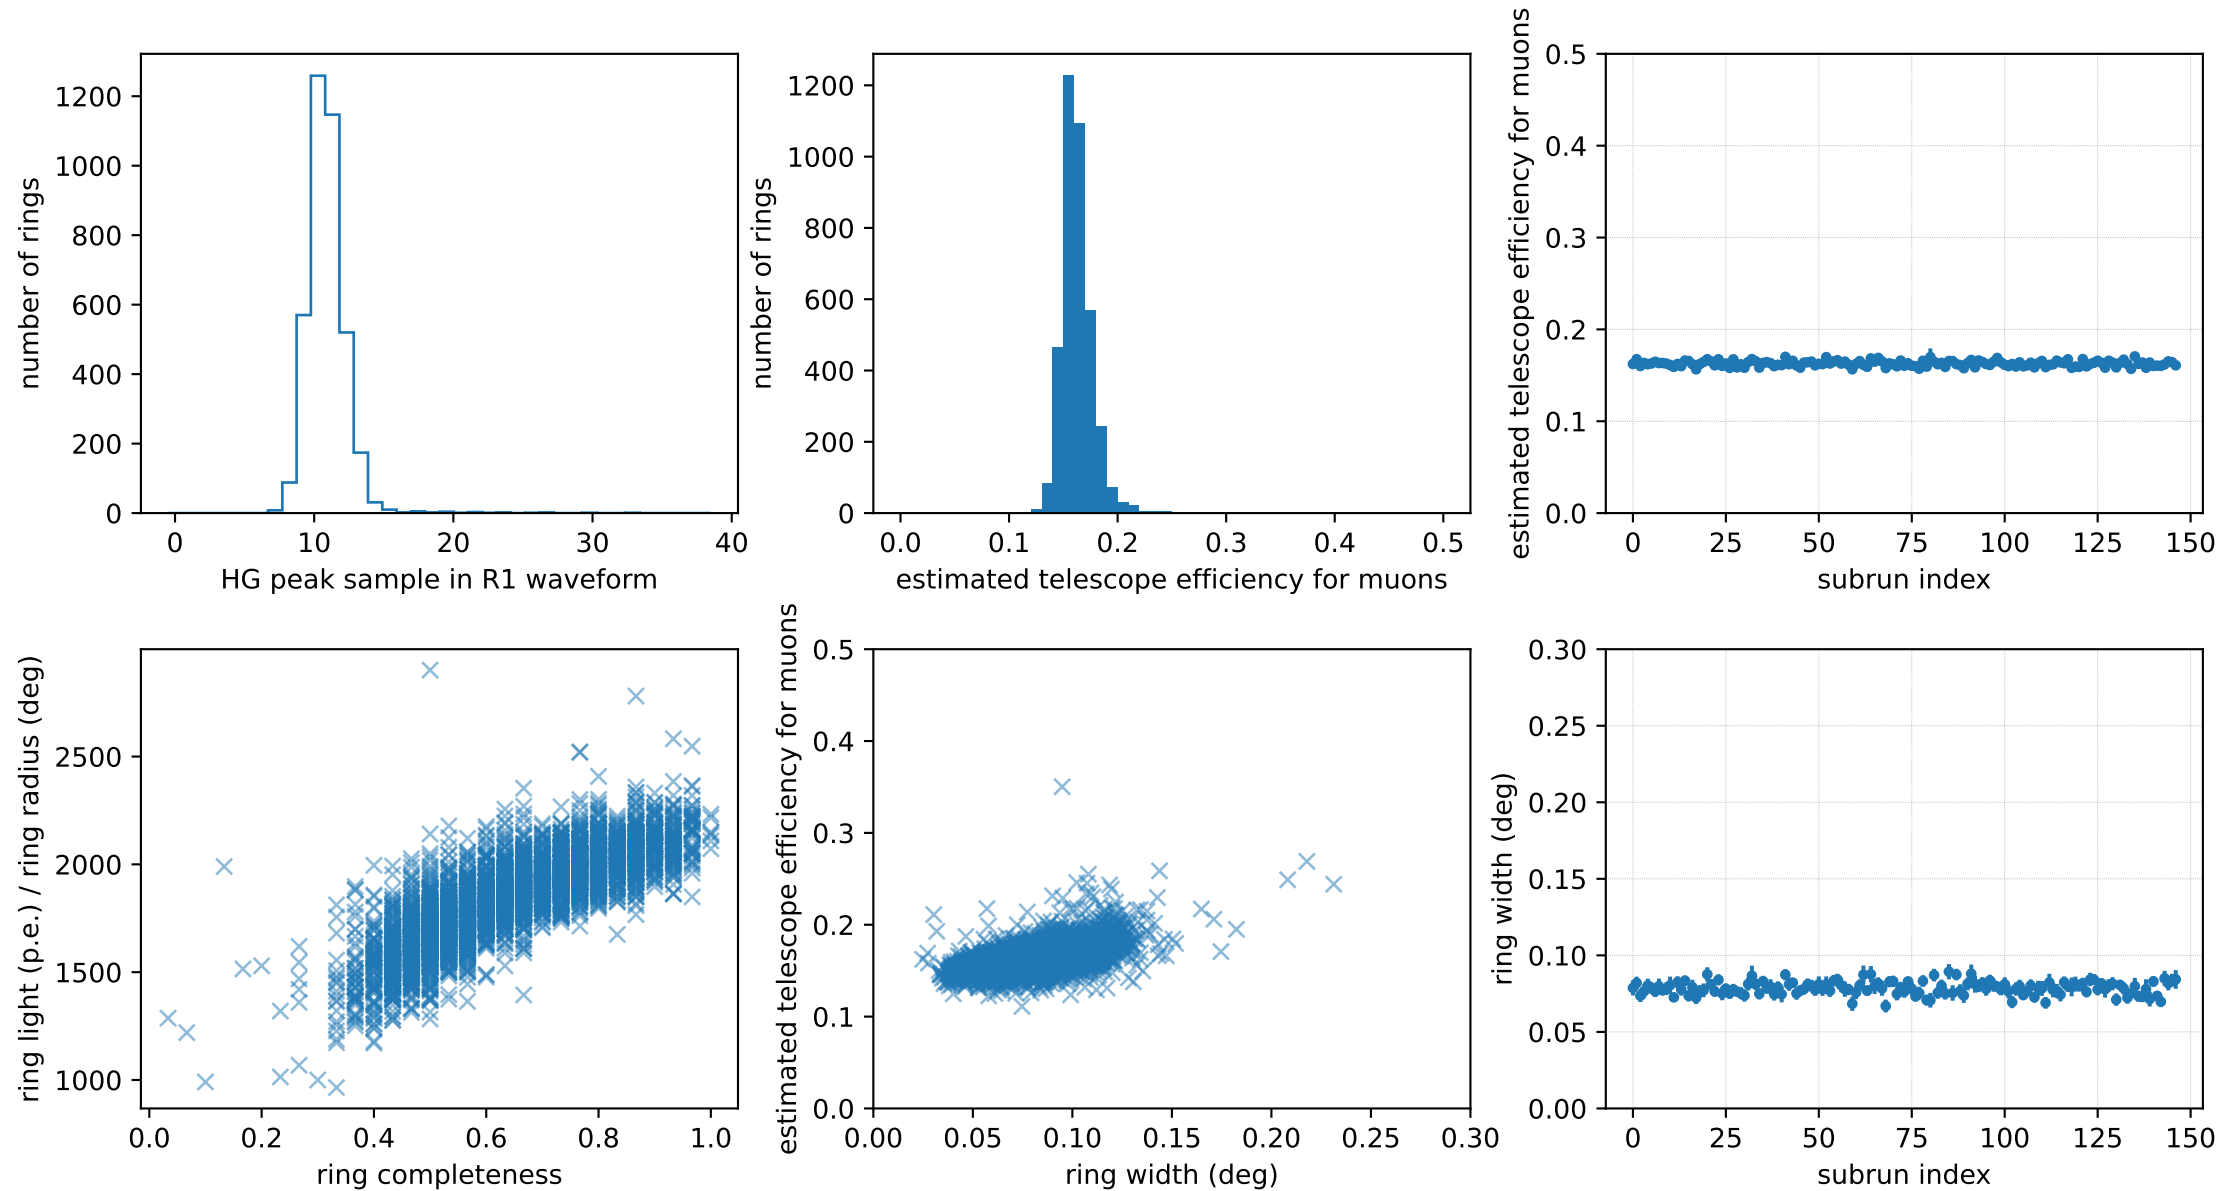 number of rings
1200
1000
800
600
400
200
0
0 10 20 30 40
HG peak sample in R1 waveform
number of rings
1200
1000
800
600
400
200
0
0.0 0.1 0.2 0.3 0.4 0.5
estimated telescope efficiency for muons
estimated telescope efficiency for muons
0.5
0.4
0.3
0.2
0.1
0.0
0 25 50 75 100 125 150
subrun index
ring light (p.e.) / ring radius (deg)
2500
2000
1500
1000
0.0 0.2 0.4 0.6 0.8 1.0
ring completeness
estimated telescope efficiency for muons
0.5
0.4
0.3
0.2
0.1
0.0
0.00 0.05 0.10 0.15 0.20 0.25 0.30
ring width (deg)
ring width (deg)
0.30
0.25
0.20
0.15
0.10
0.05
0.00
0 25 50 75 100 125 150
subrun index